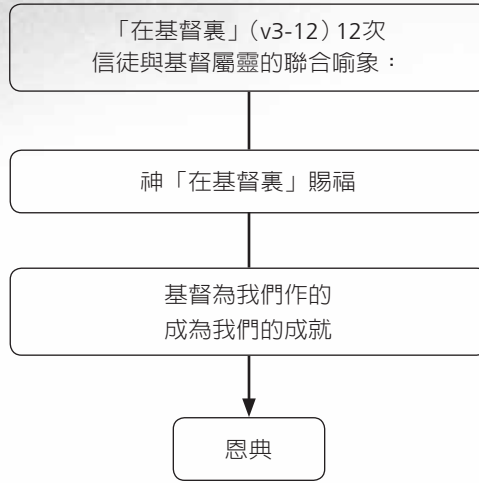 「在基督裏」(v3-12) 12次
信徒與基督屬靈的聯合喻象：
神「在基督裏」賜福
基督為我們作的
成為我們的成就
恩典